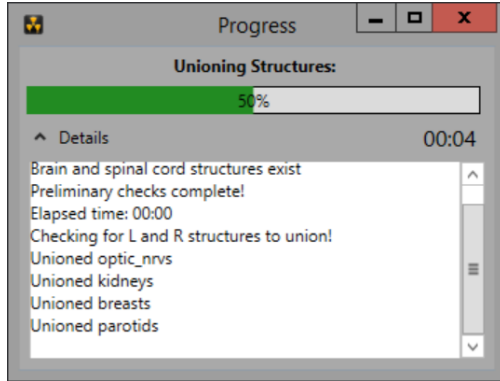 Progress
Unioning Structures:
50%
Details
00:04
Brain and spinal cord structures exist
Preliminary checks complete!
Elapsed time: 00:00
Checking for L and R structures to union!
Unioned optic_nrvs
Unioned kidneys
Unioned breasts
Unioned parotids